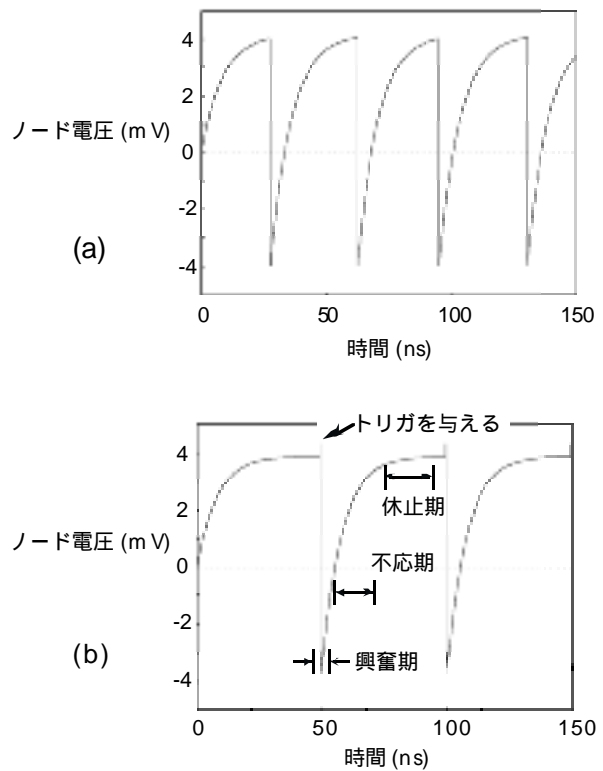 4
2
ノード電圧 (mV)
0
-2
(a)
-4
0 50 100 150
時間 (ns)
トリガを与える
4
休止期
2
ノード電圧 (mV)
不応期
0
-2
(b)
興奮期
-4
0 50 100 150
時間 (ns)